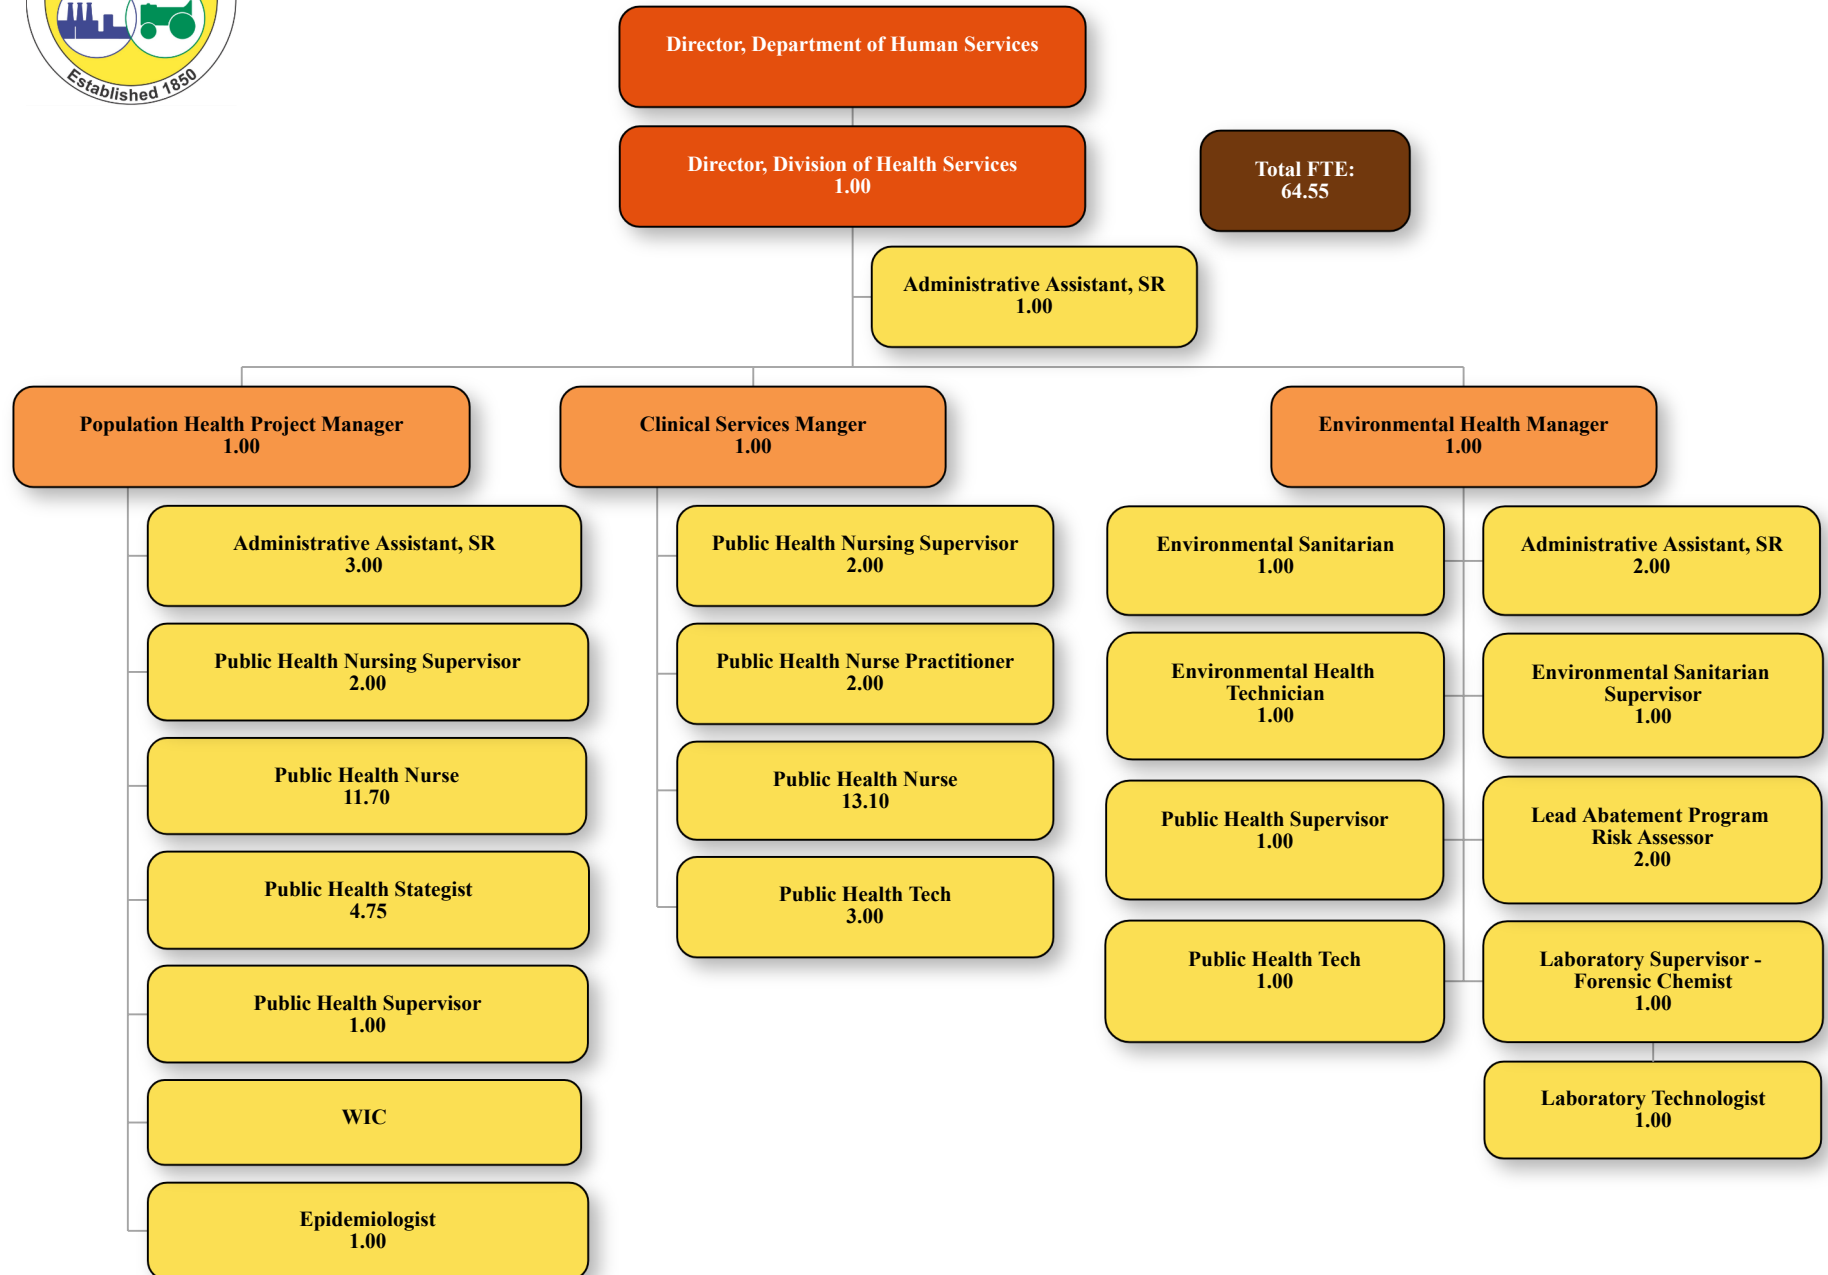 Established 1850
Director, Department of Human Services
Director, Division of Health Services
1.00
Total FTE:
64.55
Administrative Assistant, SR
1.00
Population Health Project Manager
1.00
Clinical Services Manger
1.00
Environmental Health Manager
1.00
Administrative Assistant, SR
3.00
Public Health Nursing Supervisor
2.00
Public Health Nurse
11.70
Public Health Stategist
4.75
Public Health Supervisor
1.00
WIC
Epidemiologist
1.00
Public Health Nursing Supervisor
2.00
Public Health Nurse Practitioner
2.00
Public Health Nurse
13.10
Public Health Tech
3.00
Environmental Sanitarian
1.00
Environmental Health
Technician
1.00
Public Health Supervisor
1.00
Public Health Tech
1.00
Administrative Assistant, SR
2.00
Environmental Sanitarian
Supervisor
1.00
Lead Abatement Program
Risk Assessor
2.00
Laboratory Supervisor -
Forensic Chemist
1.00
Laboratory Technologist
1.00